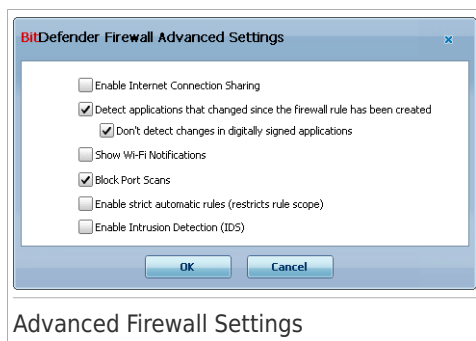 BitDefender Firewall Advanced Settings
Enable Internet Connection Sharing
Detect applications that changed since the firewall rule has been created
Don't detect changes in digitally signed applications
Show Wi-Fi Notifications
Block Port Scans
Enable strict automatic rules (restricts rule scope)
Enable Intrusion Detection (IDS)
OK Cancel
Advanced Firewall Settings